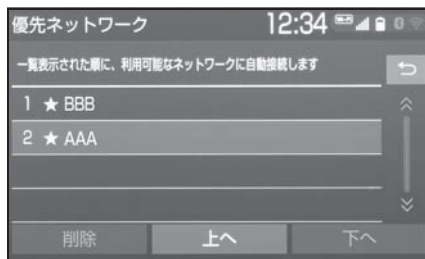 優先ネットワーク 12:34
一覧表示された順に、利用可能なネットワークに自動接続します
1 ★ BBB
2 ★ AAA
削除 上へ 下へ